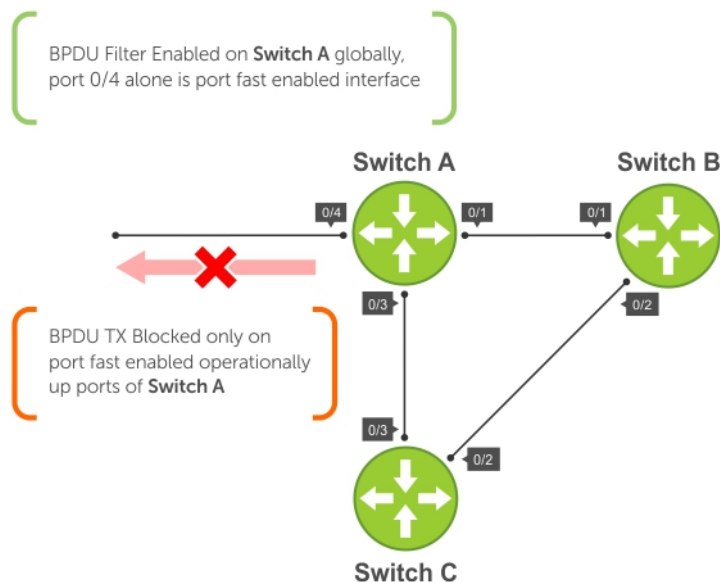 BPDU Filter Enabled on Switch A globally,
port 0/4 alone is port fast enabled interface
Switch A
Switch B
0/4
0/1
0/1
0/3
0/2
BPDU TX Blocked only on
port fast enabled operationally
up ports of Switch A
0/3
0/2
Switch C